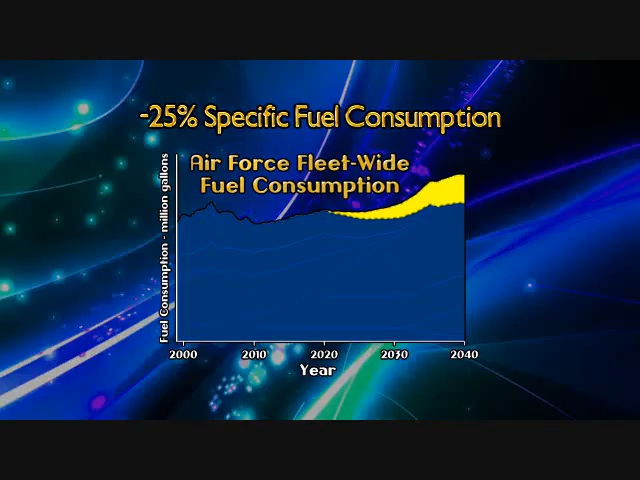 -25% Specific Fuel Consumption
Air Force Fleet-Wide
Fuel Consumption
Fuel Consumption - million gallons
2000 2010 2020 2030 2040
Year